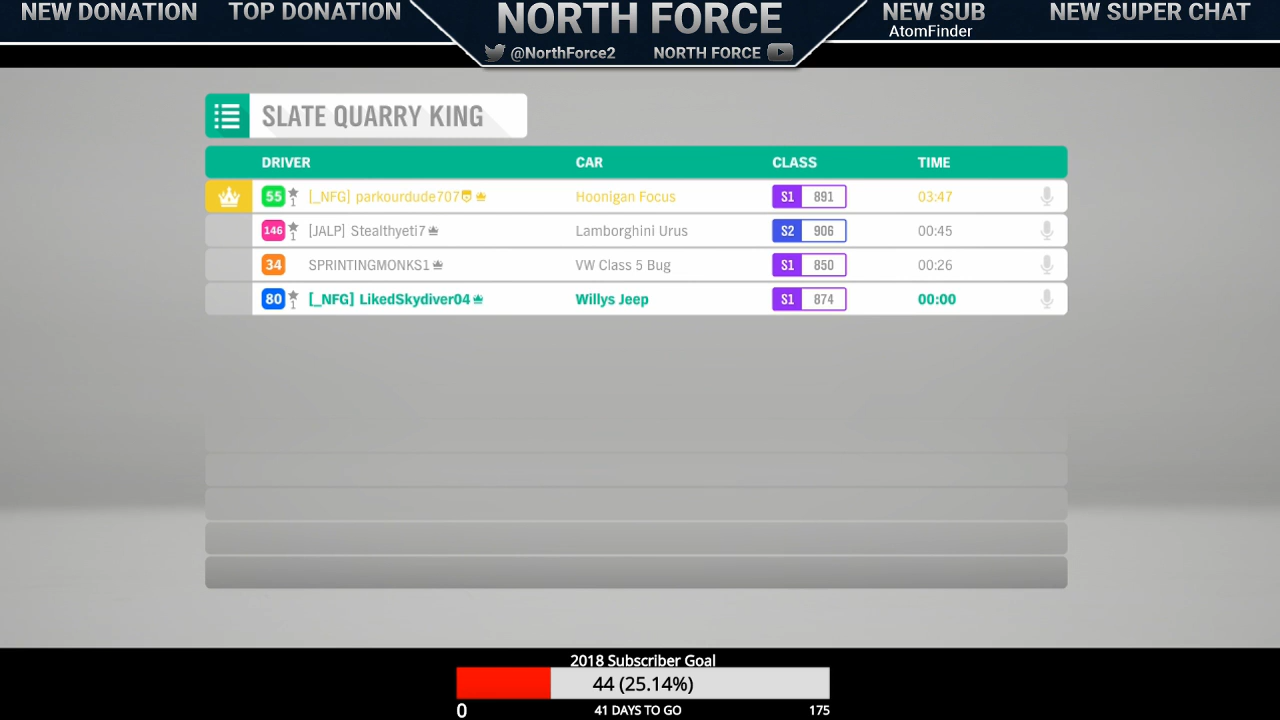 NEW DONATION TOP DONATION NORTH FORCE NEW SUB NEW SUPER CHAT
@NorthForce2 NORTH FORCE AtomFinder
SLATE QUARRY KING
DRIVER CAR CLASS TIME
55 1 [_NFG] parkourdude707 Hoonigan Focus S1 891 03:47
146 1 [JALP] Stealthyeti7 Lamborghini Urus S2 906 00:45
34 SPRINTINGMONKS1 VW Class 5 Bug S1 850 00:26
80 1 [_NFG] LikedSkydiver04 Willys Jeep S1 874 00:00
2018 Subscriber Goal
44 (25.14%)
0 41 DAYS TO GO 175